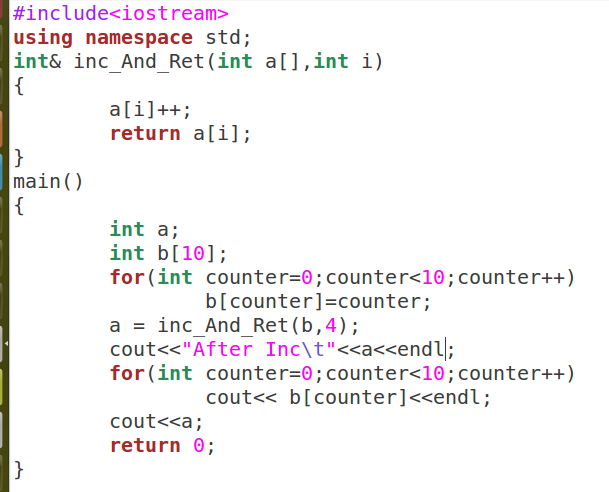 #include<iostream>
using namespace std;
int& inc_And_Ret(int a[],int i)
{
        a[i]++;
        return a[i];
}
main()
{
        int a;
        int b[10];
        for(int counter=0;counter<10;counter++)
                b[counter]=counter;
        a = inc_And_Ret(b,4);
        cout<<"After Inc\t"<<a<<endl;
        for(int counter=0;counter<10;counter++)
                cout<< b[counter]<<endl;
        cout<<a;
        return 0;
}